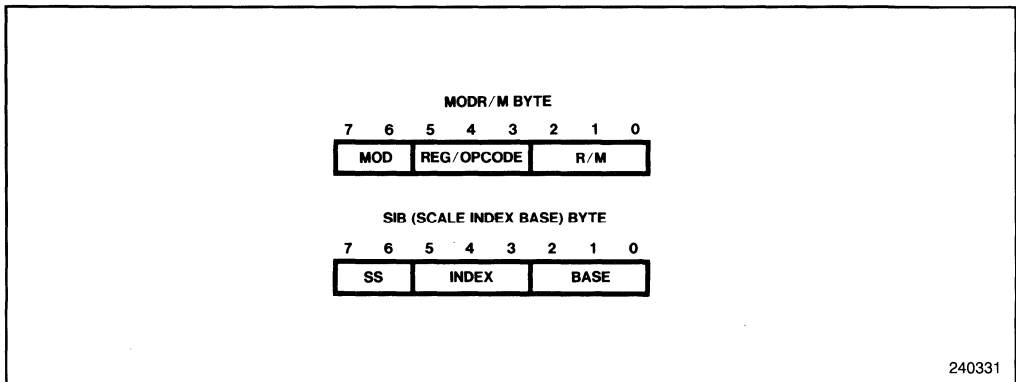 MODR/M BYTE
7 6 5 4 3 2 1 0
MOD REG/OPCODE R/M
SIB (SCALE INDEX BASE) BYTE
7 6 5 4 3 2 1 0
SS INDEX BASE
240331